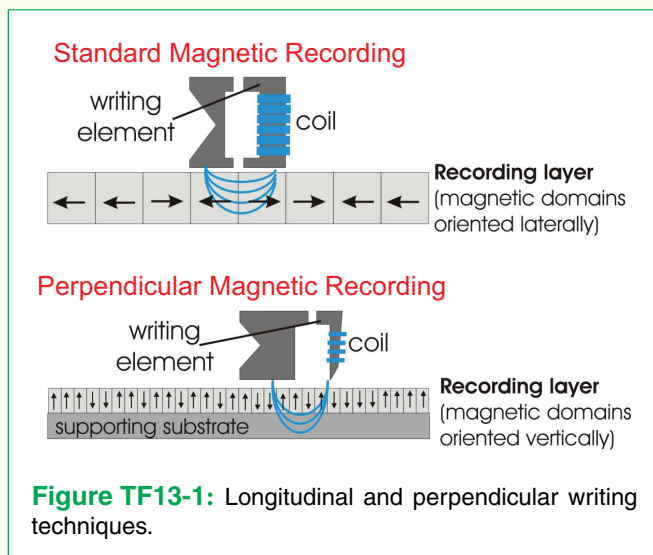 Standard Magnetic Recording
writing
element
coil
Recording layer
(magnetic domains
oriented laterally)
Perpendicular Magnetic Recording
writing
element
coil
Recording layer
(magnetic domains
oriented vertically)
supporting substrate
Figure TF13-1: Longitudinal and perpendicular writing
techniques.